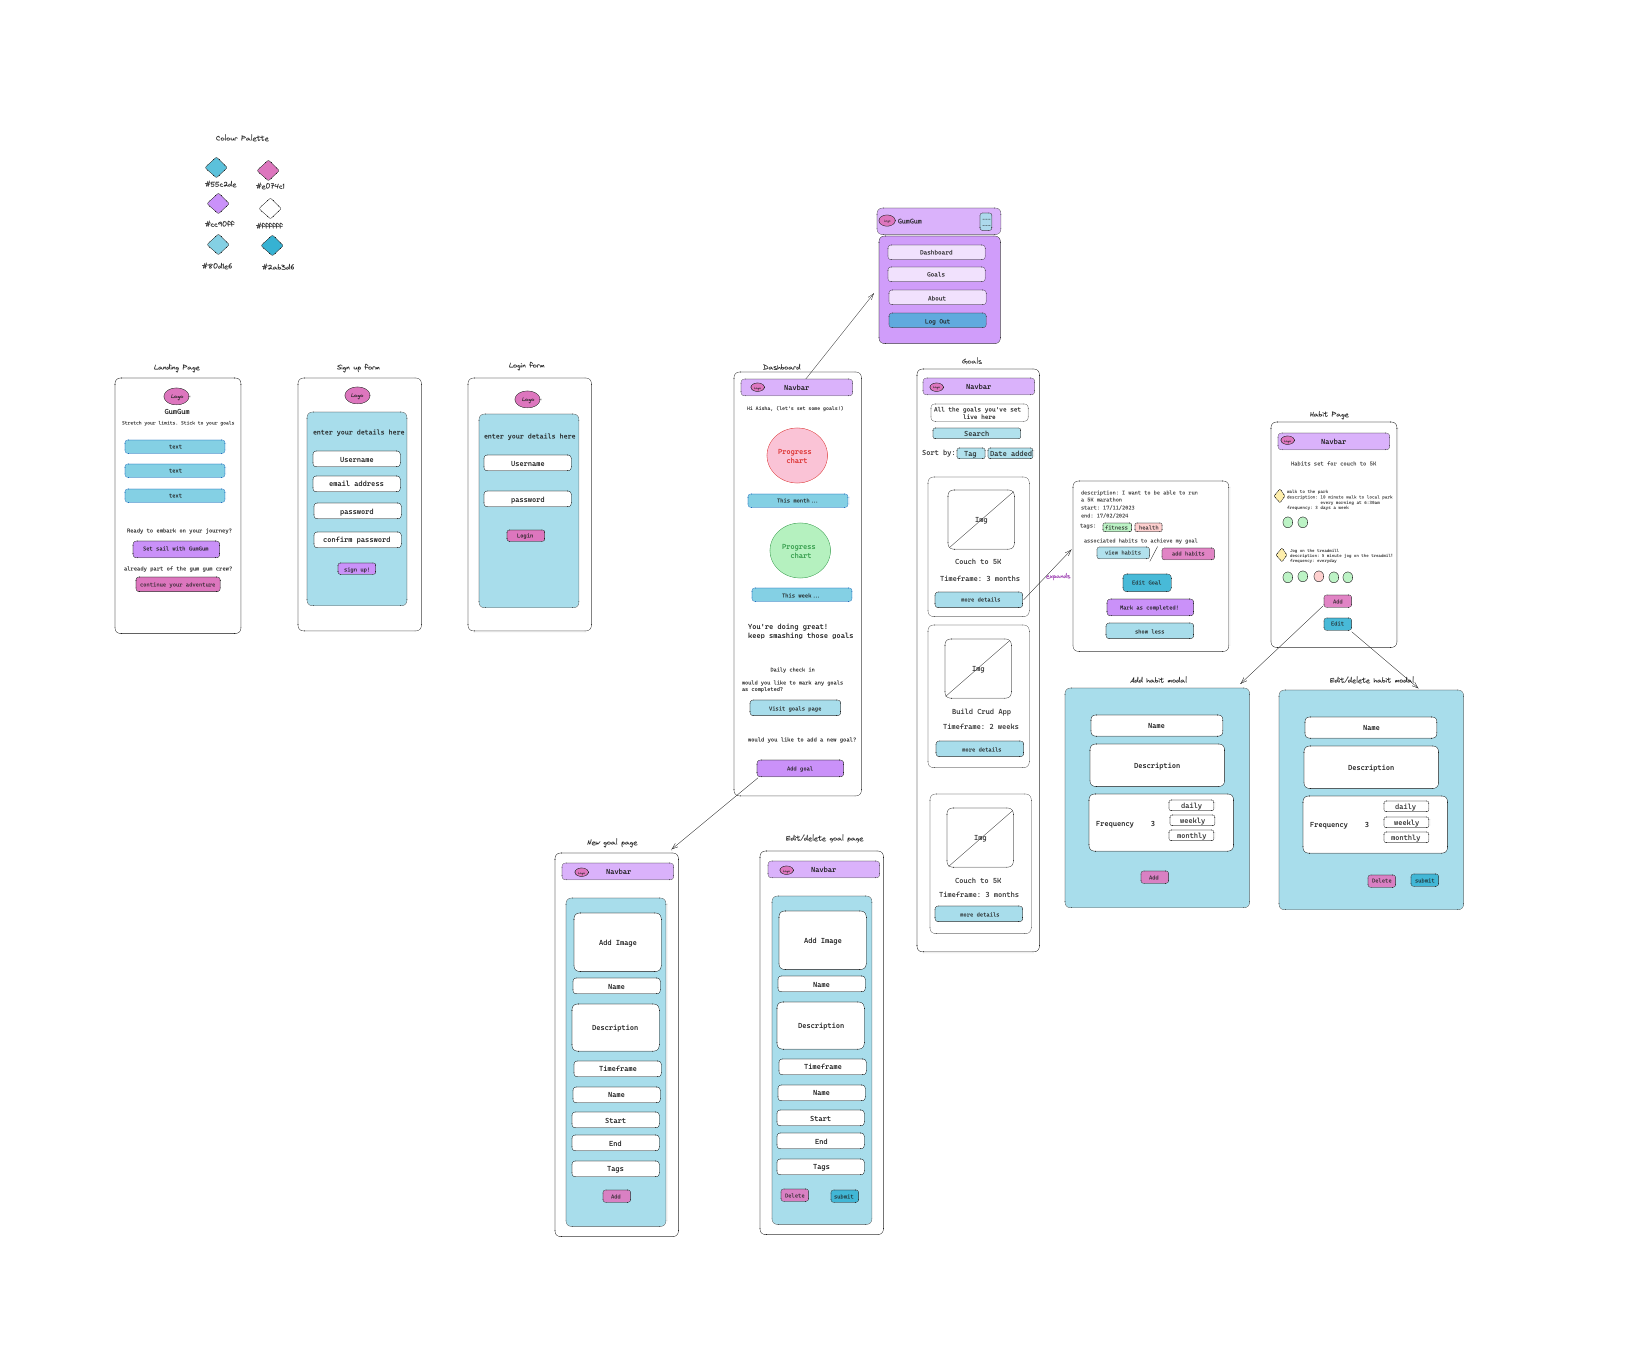 Colour Palette
#55c2de
#e074c1
#cc90ff
#ffffff
#80d1e6
#2ab3d6
Landing Page
Logo
GumGum
Stretch your limits. Stick to your goals
text
text
text
Ready to embark on your journey?
Set sail with GumGum
already part of the gum gum crew?
continue your adventure
Sign up form
Logo
enter your details here
Username
email address
password
confirm password
sign up!
Login form
Logo
enter your details here
Username
password
Login
Logo
GumGum
Dashboard
Goals
About
Log Out
Dashboard
Logo
Navbar
Hi Aisha, (let's set some goals!)
Progress
chart
This month...
Progress
chart
This week...
You're doing great!
keep smashing those goals
Daily check in
would you like to mark any goals
as completed?
Visit goals page
would you like to add a new goal?
Add goal
Goals
Logo
Navbar
All the goals you've set
live here
Search
Sort by:
Tag
Date added
Img
Couch to 5K
Timeframe: 3 months
more details
Img
Build Crud App
Timeframe: 2 weeks
more details
Img
Couch to 5K
Timeframe: 3 months
more details
expands
description: I want to be able to run
a 5K marathon
start: 17/11/2023
end: 17/02/2024
tags:
fitness
health
associated habits to achieve my goal
view habits
add habits
Edit Goal
Mark as completed!
show less
Habit Page
Logo
Navbar
Habits set for couch to 5K
Walk to the park
description: 10 minute walk to local park
every morning at 6:30am
frequency: 3 days a week
Jog on the treadmill
description: 5 minute jog on the treadmill
frequency: everyday
Add
Edit
Add habit modal
Name
Description
Frequency
3
daily
weekly
monthly
Add
Edit/delete habit modal
Name
Description
Frequency
3
daily
weekly
monthly
Delete
submit
New goal page
Logo
Navbar
Add Image
Name
Description
Timeframe
Name
Start
End
Tags
Add
Edit/delete goal page
Logo
Navbar
Add Image
Name
Description
Timeframe
Name
Start
End
Tags
Delete
submit